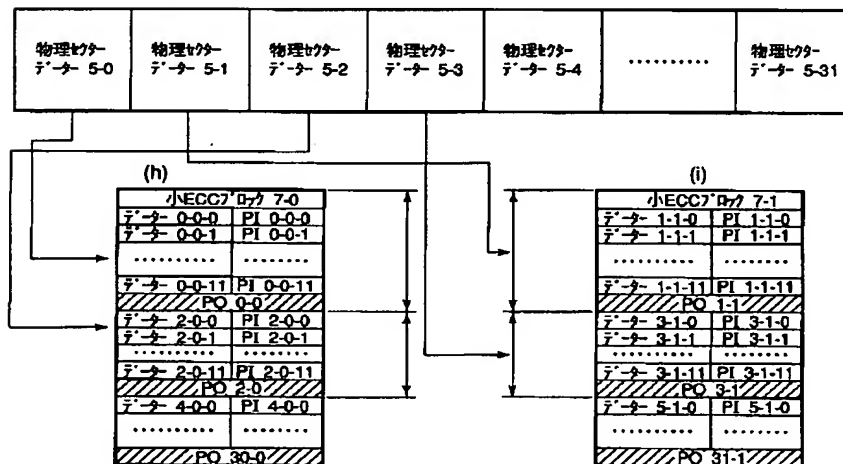 物理セクター データー 5-0
物理セクター データー 5-1
物理セクター データー 5-2
物理セクター データー 5-3
物理セクター データー 5-4
………
物理セクター データー 5-31
(h)
小ECCブロック 7-0
データー 0-0-0 PI 0-0-0
データー 0-0-1 PI 0-0-1
……… ………
データー 0-0-11 PI 0-0-11
PO 0-0
データー 2-0-0 PI 2-0-0
データー 2-0-1 PI 2-0-1
……… ………
データー 2-0-11 PI 2-0-11
PO 2-0
データー 4-0-0 PI 4-0-0
……… ………
PO 30-0
(i)
小ECCブロック 7-1
データー 1-1-0 PI 1-1-0
データー 1-1-1 PI 1-1-1
……… ………
データー 1-1-11 PI 1-1-11
PO 1-1
データー 3-1-0 PI 3-1-0
データー 3-1-1 PI 3-1-1
……… ………
データー 3-1-11 PI 3-1-11
PO 3-1
データー 5-1-0 PI 5-1-0
……… ………
PO 31-1